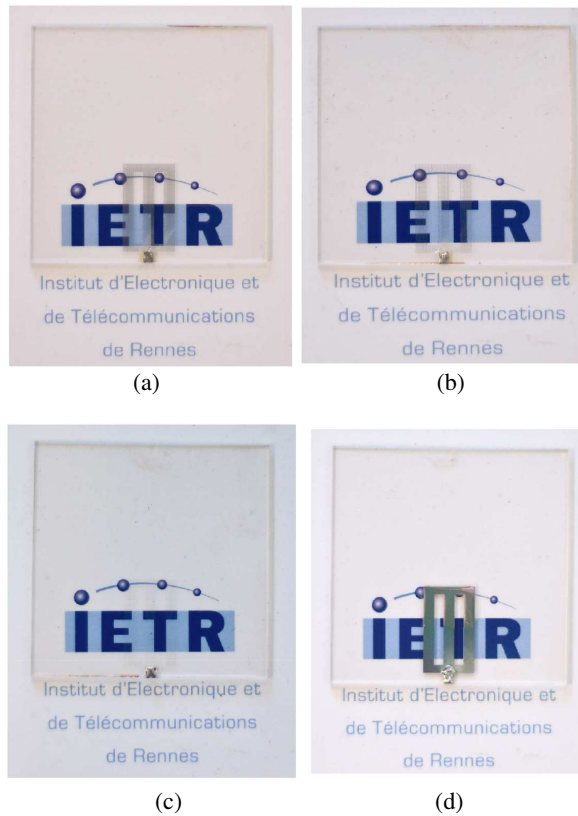 IETR
Institut d'Electronique et
de Télécommunications
de Rennes
(a)
IETR
Institut d'Electronique et
de Télécommunications
de Rennes
(b)
IETR
Institut d'Electronique et
de Télécommunications
de Rennes
(c)
IETR
Institut d'Electronique et
de Télécommunications
de Rennes
(d)